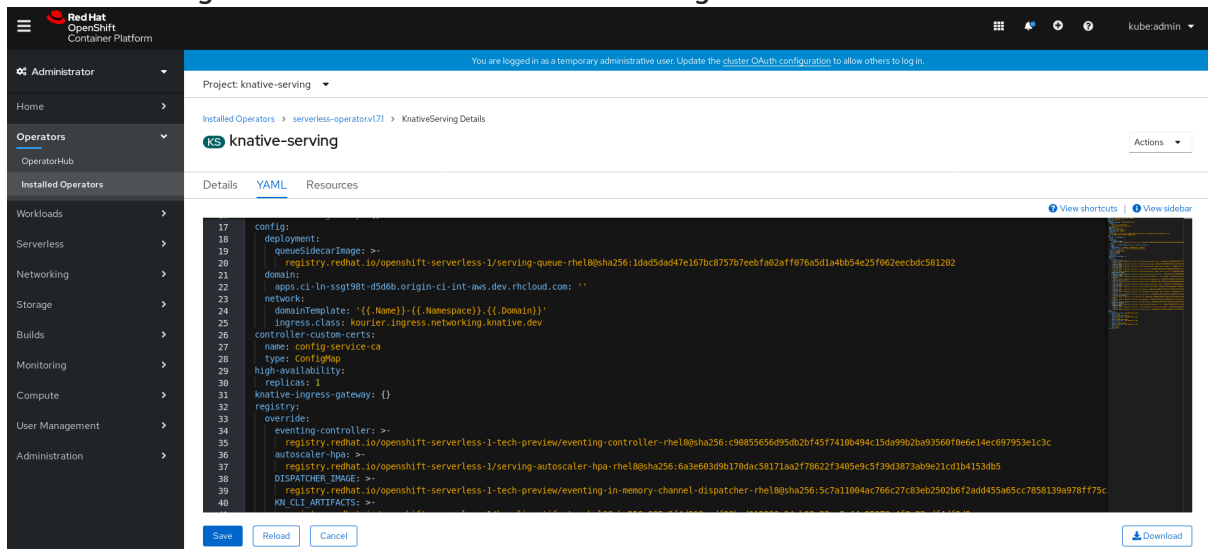 Red Hat
OpenShift
Container Platform
kube:admin
Administrator
You are logged in as a temporary administrative user. Update the cluster OAuth configuration to allow others to log in.
Project: knative-serving
Home
Operators
OperatorHub
Installed Operators
Workloads
Serverless
Networking
Storage
Builds
Monitoring
Compute
User Management
Administration
Installed Operators > serverless-operator.v1.7.1 > KnativeServing Details
KS knative-serving
Actions
Details YAML Resources
View shortcuts | View sidebar
17 config:
18 deployment:
19 queueSidecarImage: >-
20 registry.redhat.io/openshift-serverless-1/serving-queue-rhel8@sha256:1dad5dad47e167bc8757b7eebfa02aff076a5d1a4bb54e25f062eecbdc581202
21 domain:
22 apps.ci-ln-ssgt98t-d5d6b.origin-ci-int-aws.dev.rhcloud.com: ''
23 network:
24 domainTemplate: '{{.Name}}-{{.Namespace}}.{{.Domain}}'
25 ingress.class: kourier.ingress.networking.knative.dev
26 controller-custom-certs:
27 name: config-service-ca
28 type: ConfigMap
29 high-availability:
30 replicas: 1
31 knative-ingress-gateway: {}
32 registry:
33 override:
34 eventing-controller: >-
35 registry.redhat.io/openshift-serverless-1-tech-preview/eventing-controller-rhel8@sha256:c90855656d95db2bf45f7410b494c15da99b2ba93560f0e6e14ec697953e1c3c
36 autoscaler-hpa: >-
37 registry.redhat.io/openshift-serverless-1/serving-autoscaler-hpa-rhel8@sha256:6a3e603d9b170dac58171aa2f78622f3405e9c5f39d3873ab9e21cd1b4153db5
38 DISPATCHER_IMAGE: >-
39 registry.redhat.io/openshift-serverless-1-tech-preview/eventing-in-memory-channel-dispatcher-rhel8@sha256:5c7a11004ac766c27c83eb2502b6f2add455a65cc7858139a978ff75c
40 KN_CLI_ARTIFACTS: >-
Save Reload Cancel
Download